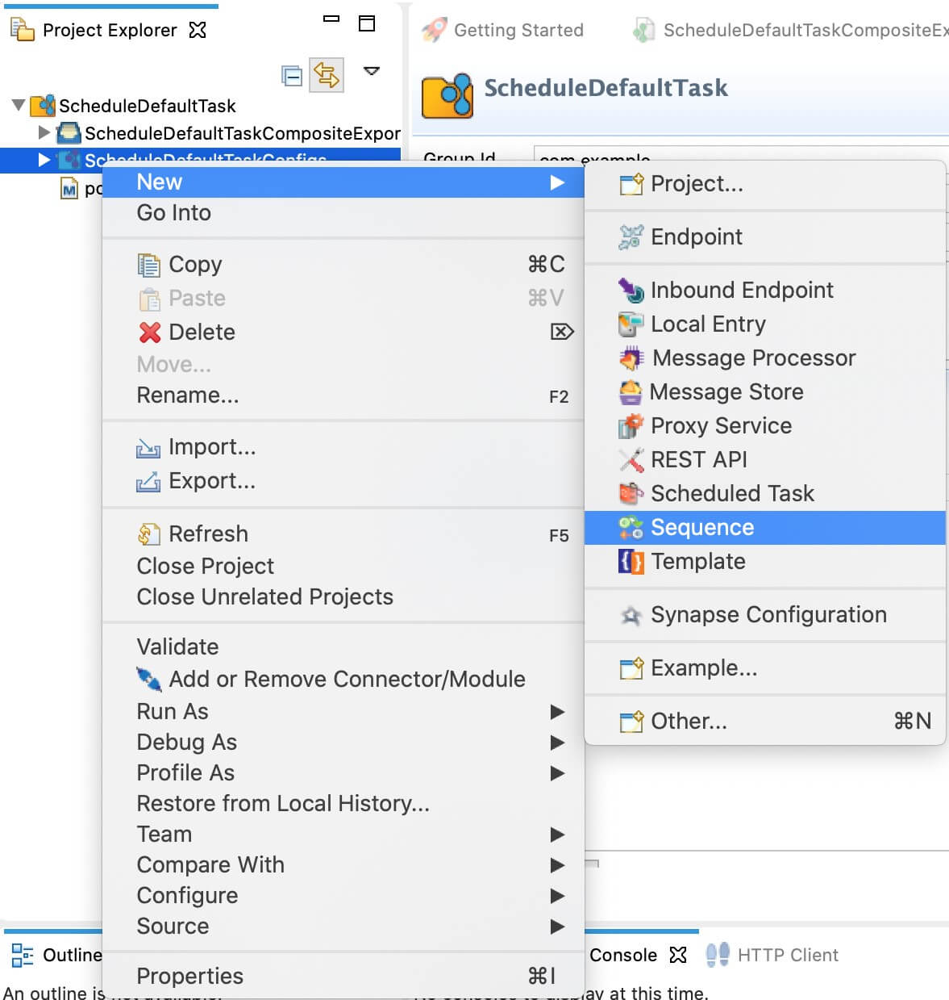 Project Explorer
Getting Started
ScheduleDefaultTaskCompositeEx
ScheduleDefaultTask
ScheduleDefaultTask
ScheduleDefaultTaskCompositeExpor
ScheduleDefaultTaskConfigs
po
Group Id
com.example
New
Go Into
Copy ⌘C
Paste ⌘V
Delete ⌦
Move...
Rename... F2
Import...
Export...
Refresh F5
Close Project
Close Unrelated Projects
Validate
Add or Remove Connector/Module
Run As
Debug As
Profile As
Restore from Local History...
Team
Compare With
Configure
Source
Properties ⌘I
Project...
Endpoint
Inbound Endpoint
Local Entry
Message Processor
Message Store
Proxy Service
REST API
Scheduled Task
Sequence
Template
Synapse Configuration
Example...
Other... ⌘N
Outline
Console
HTTP Client
An outline is not available.
No consoles to display at this time.